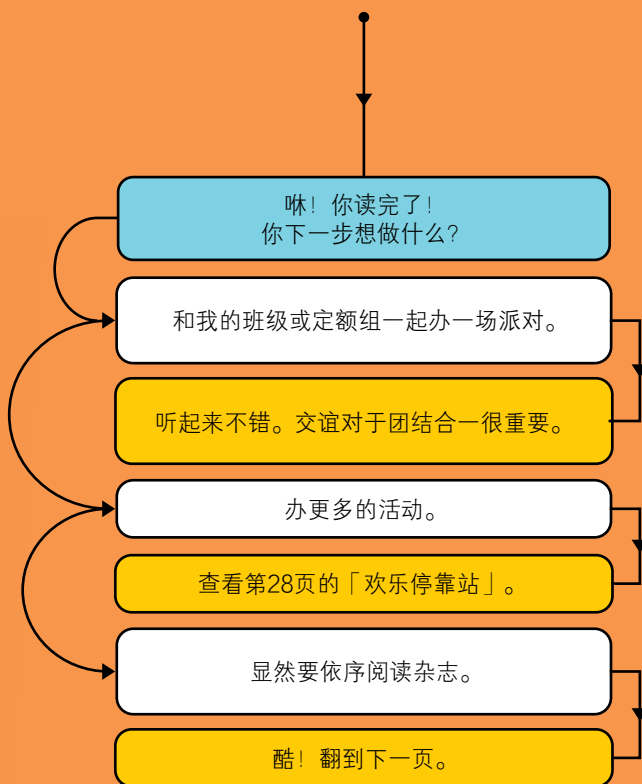 咻！你读完了！
你下一步想做什么？
和我的班级或定额组一起办一场派对。
听起来不错。交谊对于团结合一很重要。
办更多的活动。
查看第28页的「欢乐停靠站」。
显然要依序阅读杂志。
酷！翻到下一页。